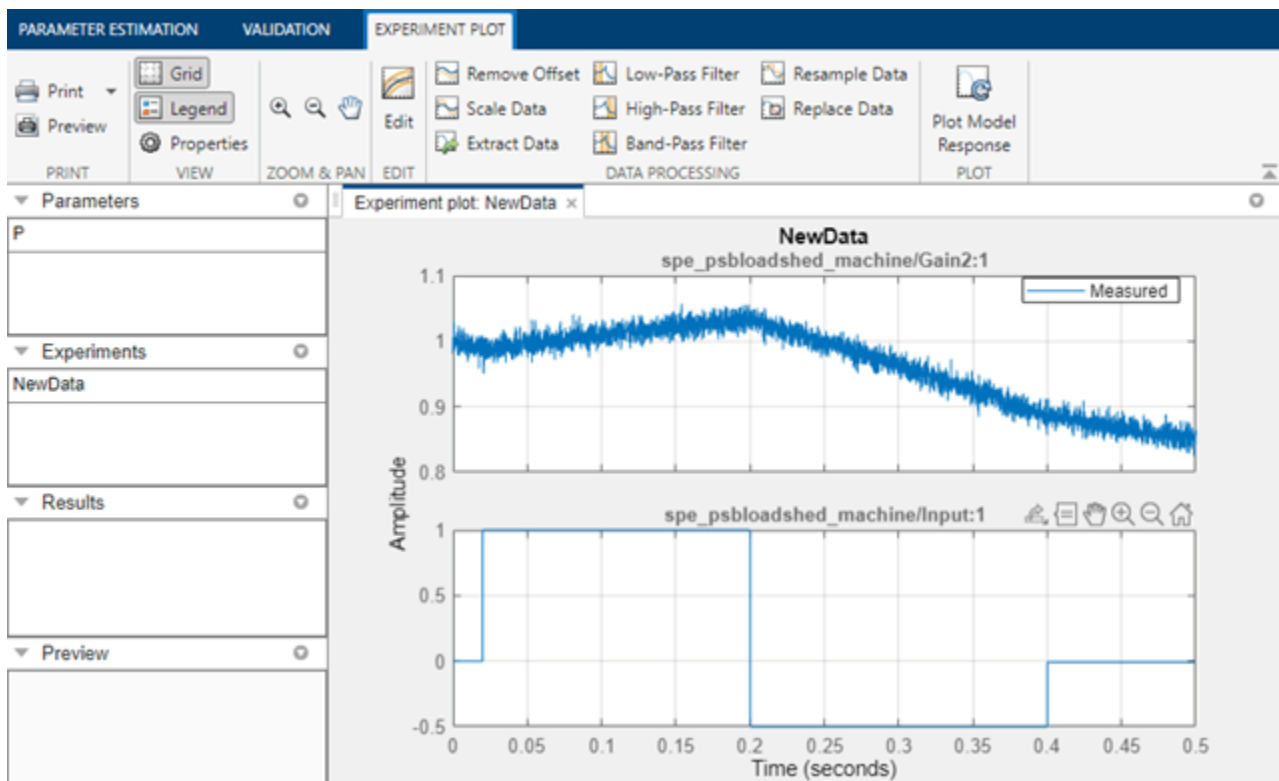 PARAMETER ESTIMATION VALIDATION EXPERIMENT PLOT
Print
Preview
PRINT
Grid
Legend
Properties
VIEW
ZOOM & PAN
Edit
EDIT
Remove Offset Low-Pass Filter Resample Data
Scale Data High-Pass Filter Replace Data
Extract Data Band-Pass Filter
DATA PROCESSING
Plot Model
Response
PLOT
Parameters
P
Experiments
NewData
Results
Preview
Experiment plot: NewData ×
NewData
spe_psbloadshed_machine/Gain2:1
Measured
1.1
1
0.9
0.8
Amplitude
spe_psbloadshed_machine/Input:1
1
0.5
0
-0.5
0 0.05 0.1 0.15 0.2 0.25 0.3 0.35 0.4 0.45 0.5
Time (seconds)